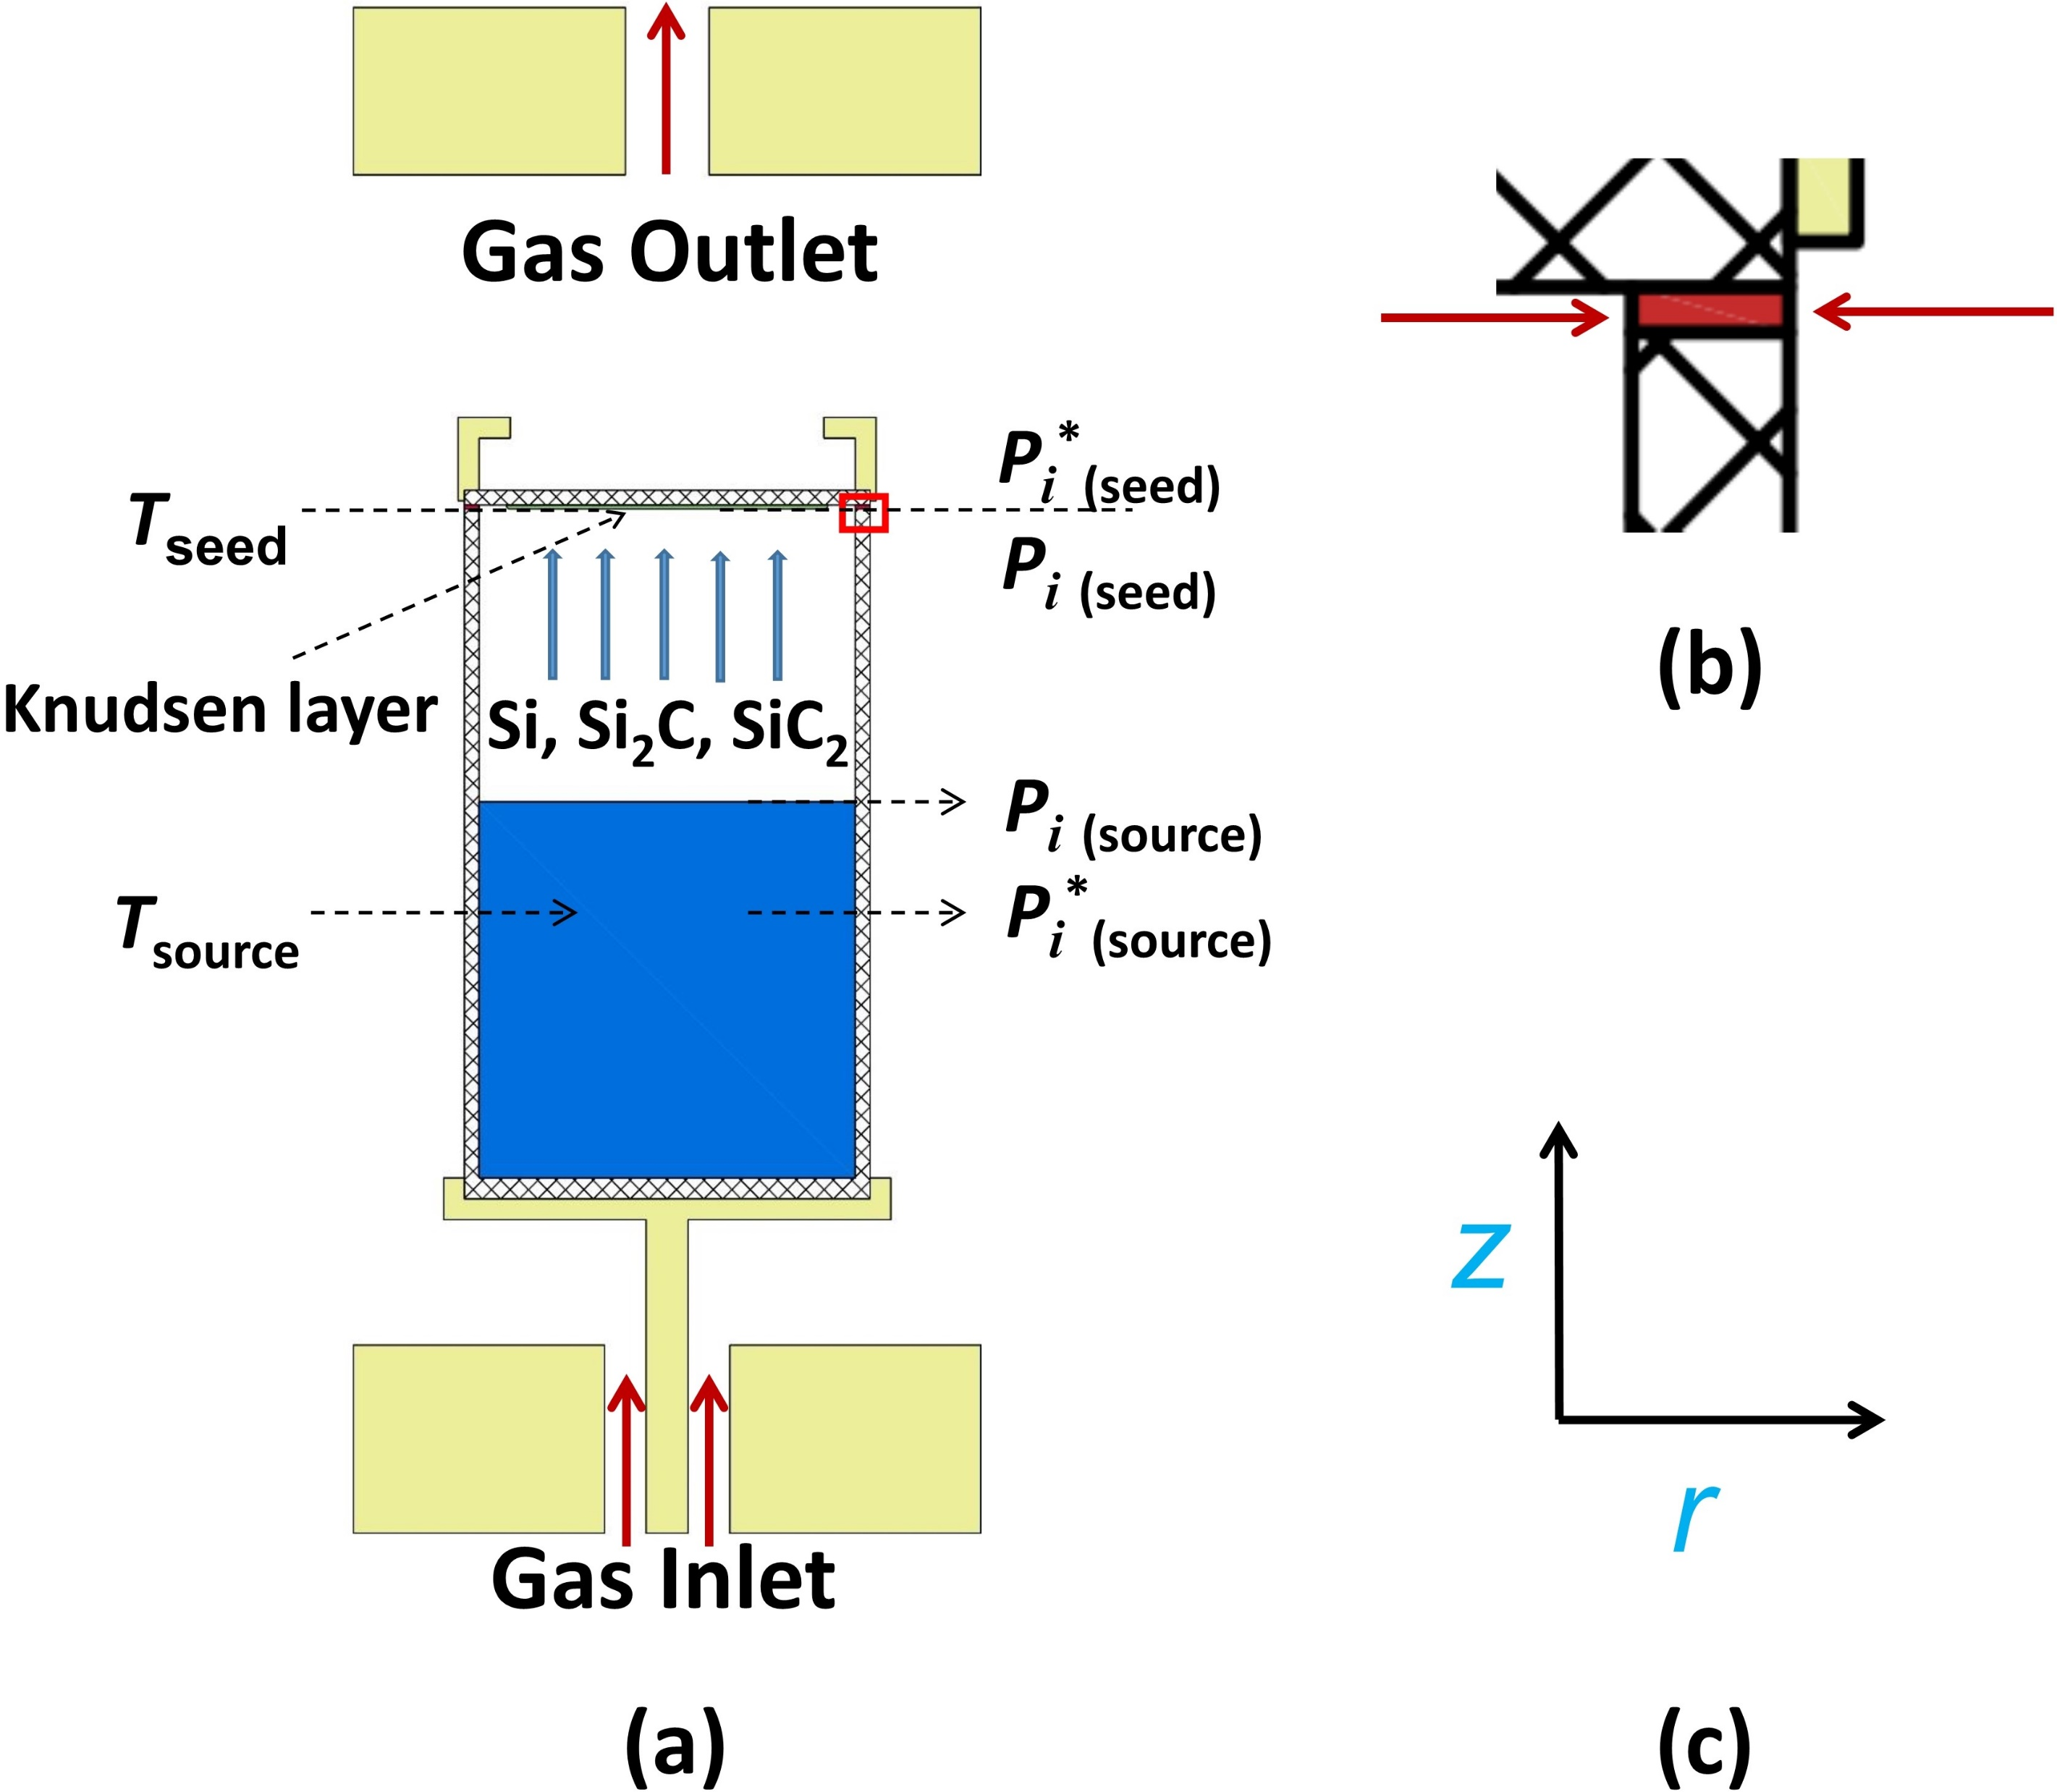 Gas Outlet
P*i (seed)
Tseed
Pi (seed)
Knudsen layer
Si, Si2C, SiC2
Pi (source)
P*i (source)
Tsource
Gas Inlet
(a)
(b)
z
r
(c)